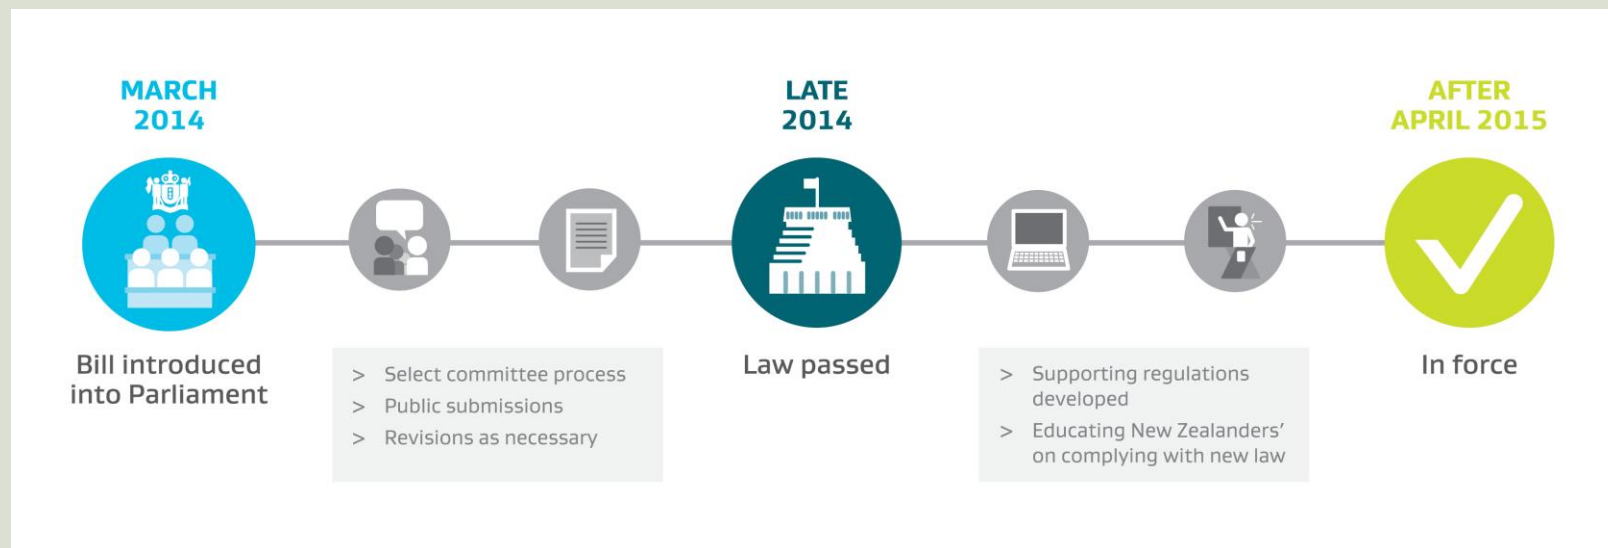 MARCH
2014
Bill introduced
into Parliament
> Select committee process
> Public submissions
> Revisions as necessary
LATE
2014
Law passed
> Supporting regulations
developed
> Educating New Zealanders’
on complying with new law
AFTER
APRIL 2015
In force